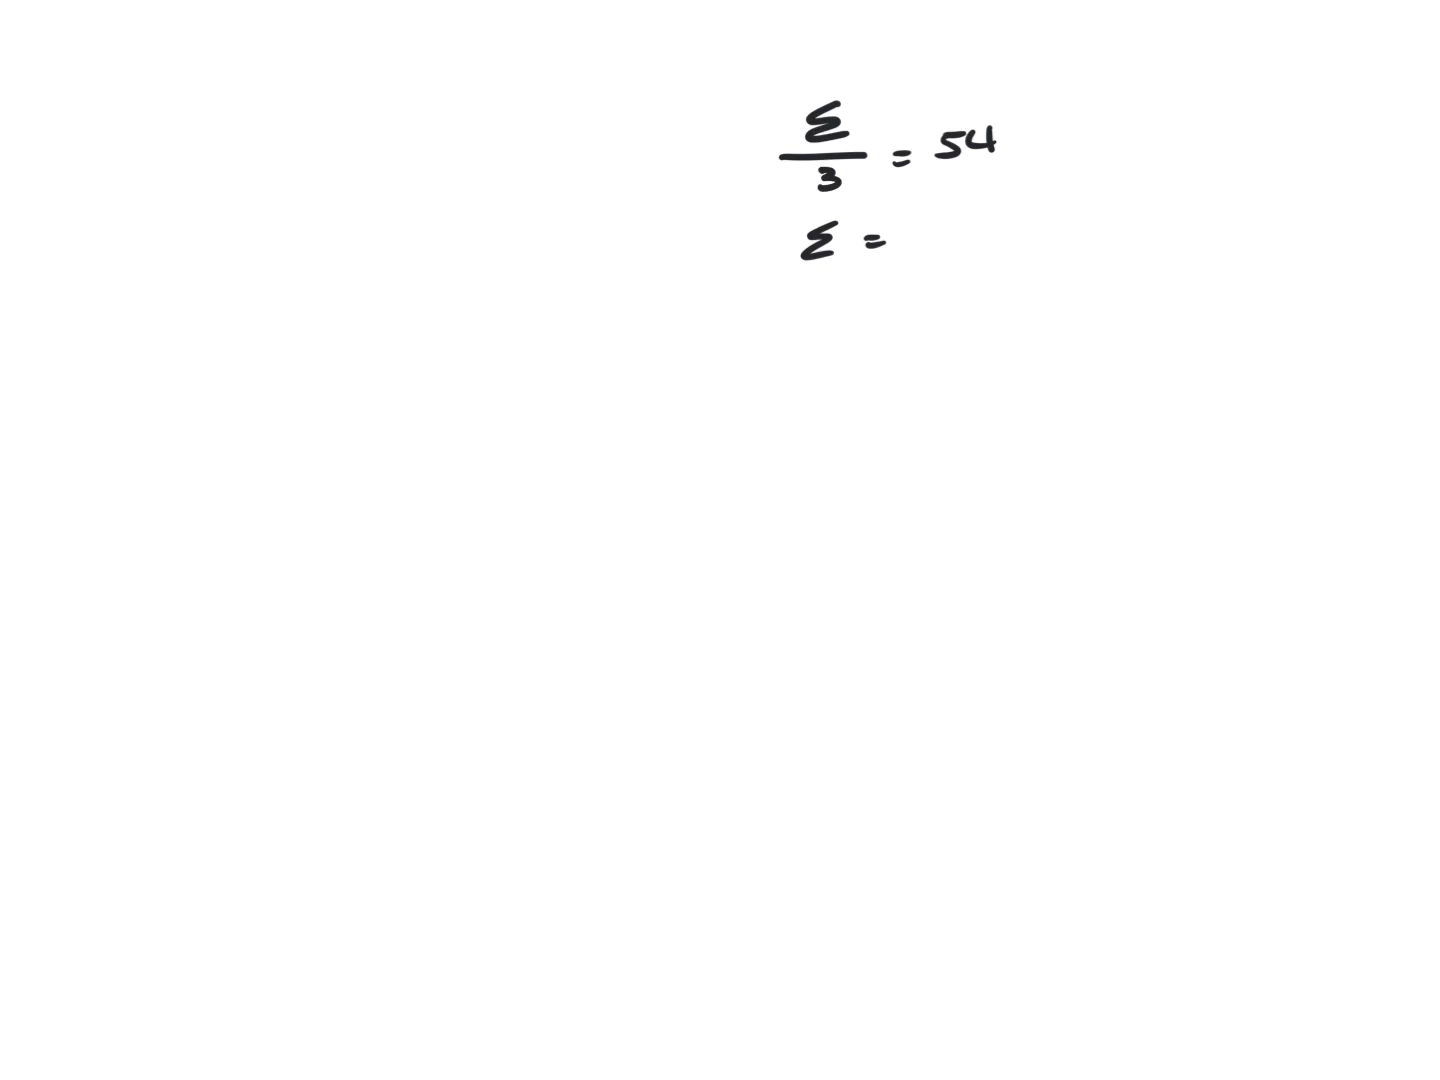 Σ/3 = 54
Σ =